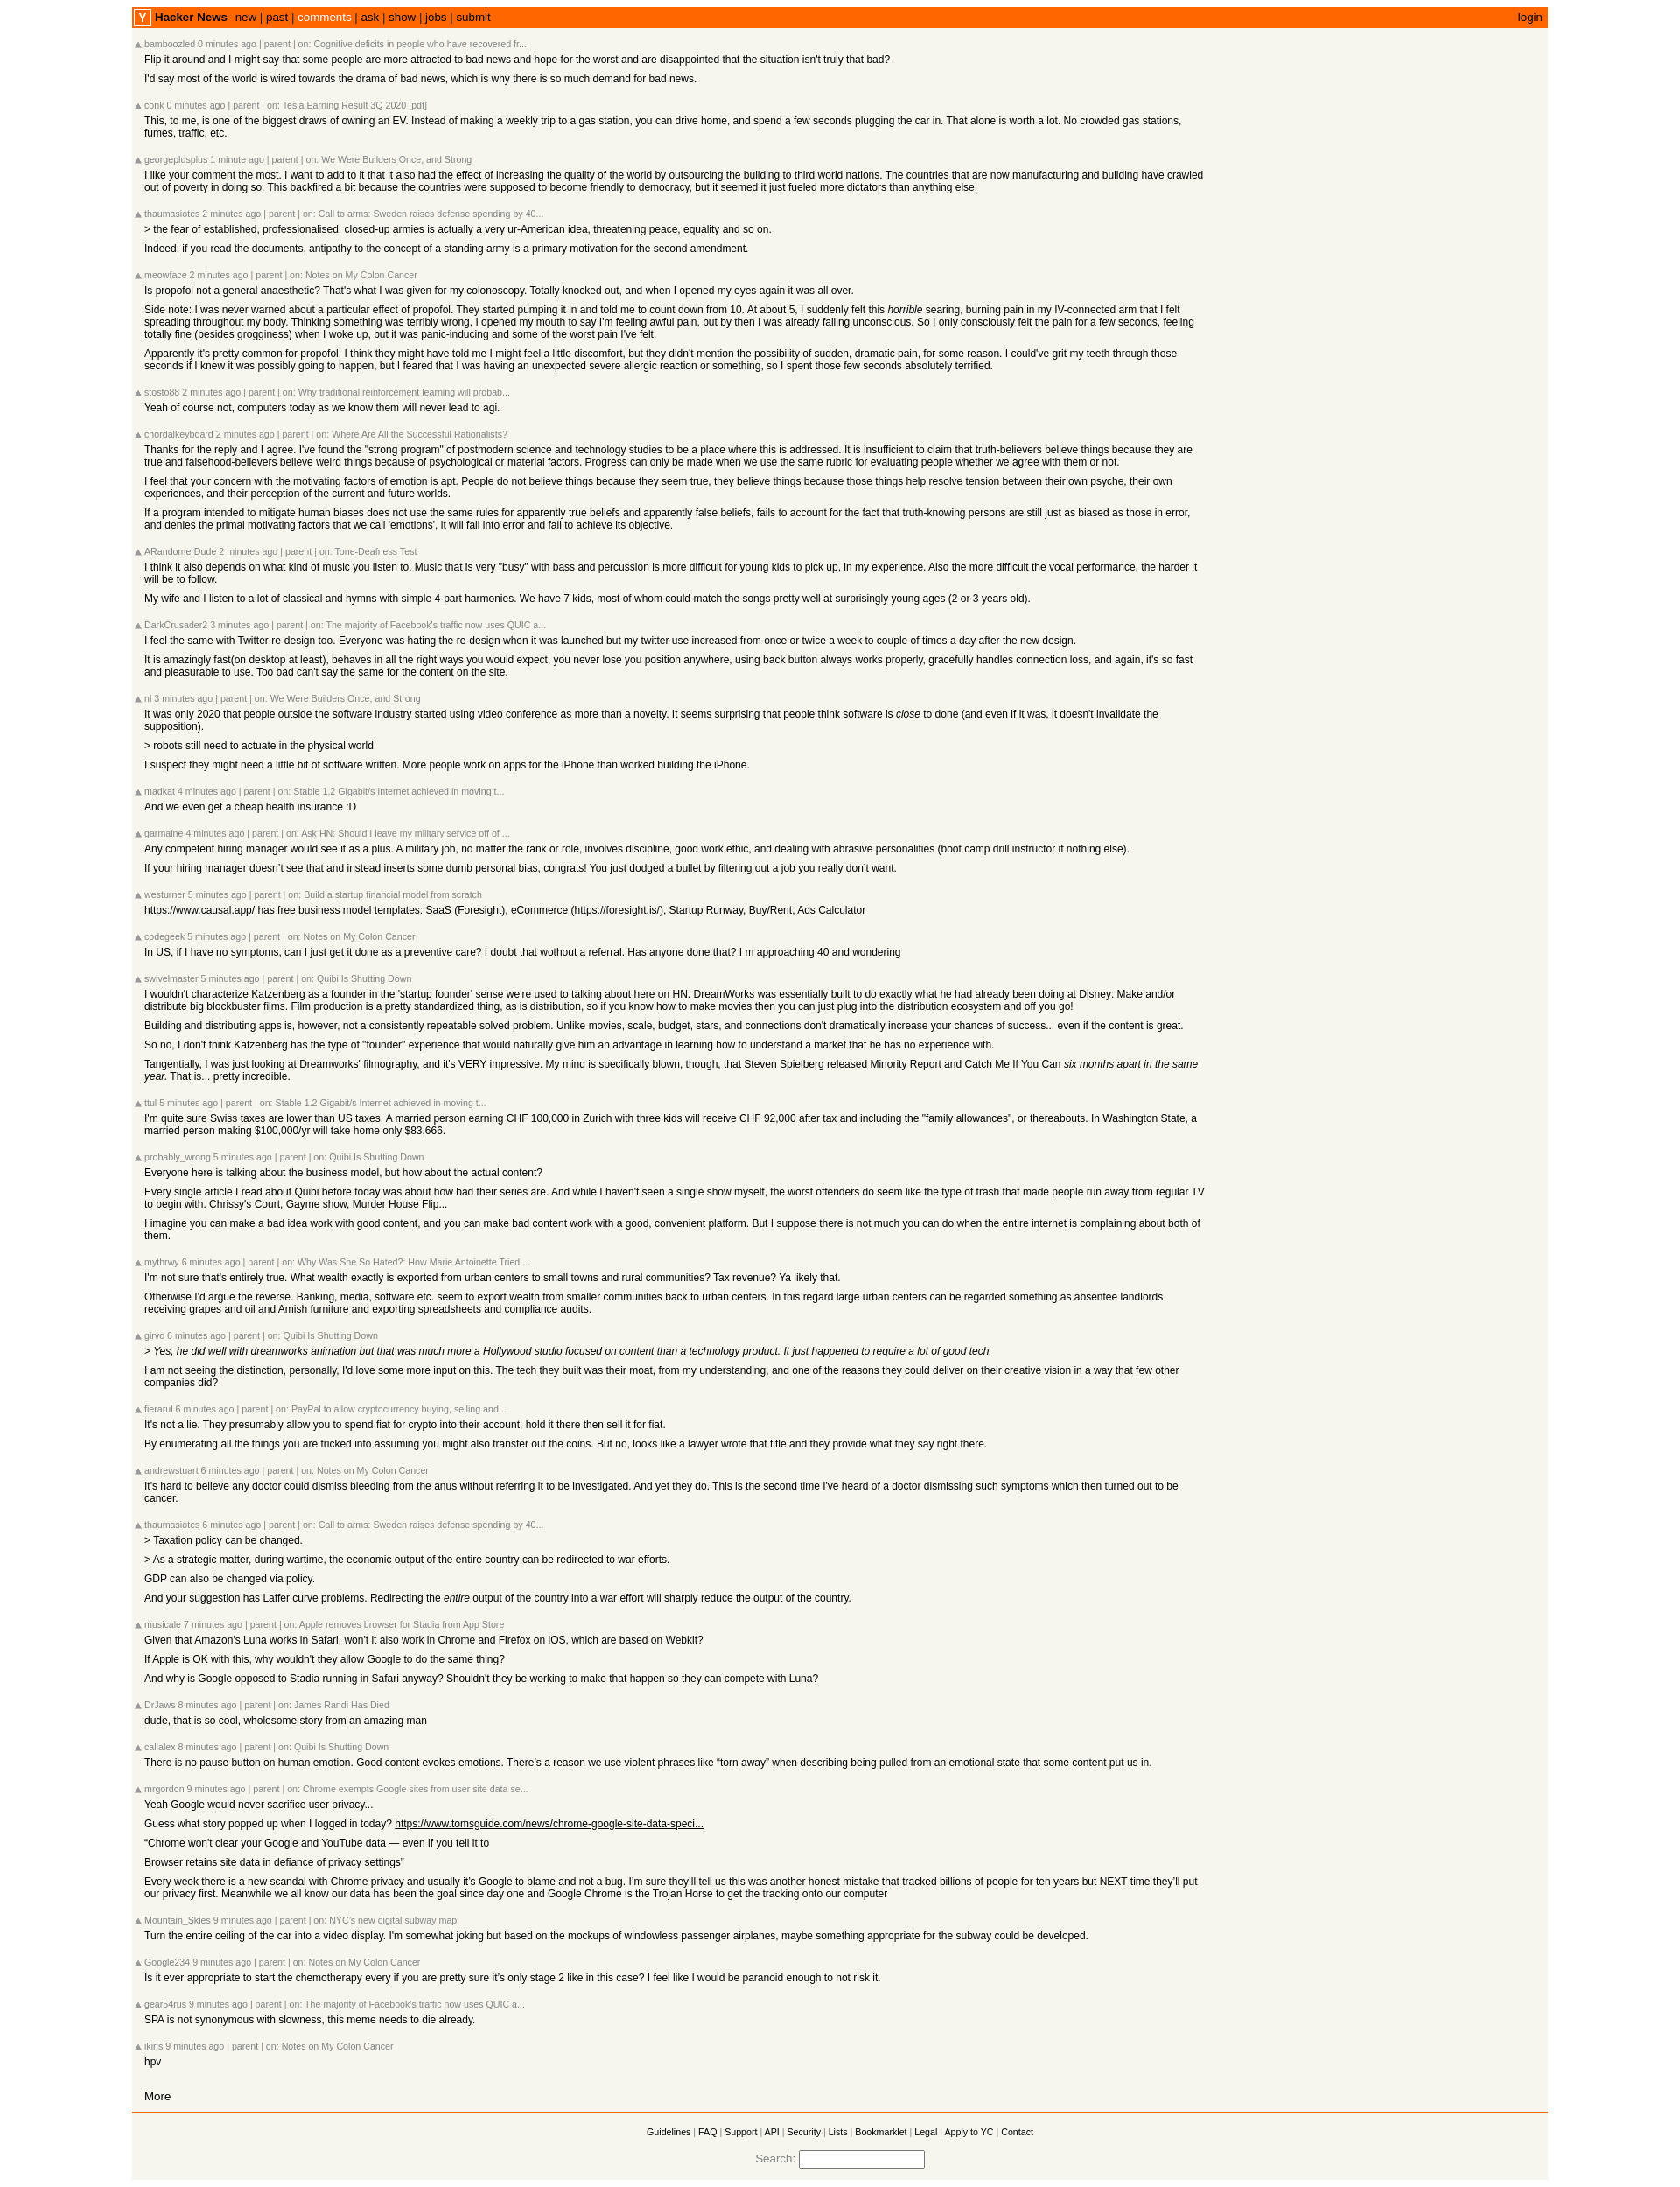 Y Hacker News new | past | comments | ask | show | jobs | submit login
bamboozled 0 minutes ago | parent | on: Cognitive deficits in people who have recovered fr...
Flip it around and I might say that some people are more attracted to bad news and hope for the worst and are disappointed that the situation isn't truly that bad?
I'd say most of the world is wired towards the drama of bad news, which is why there is so much demand for bad news.
conk 0 minutes ago | parent | on: Tesla Earning Result 3Q 2020 [pdf]
This, to me, is one of the biggest draws of owning an EV. Instead of making a weekly trip to a gas station, you can drive home, and spend a few seconds plugging the car in. That alone is worth a lot. No crowded gas stations,
fumes, traffic, etc.
georgeplusplus 1 minute ago | parent | on: We Were Builders Once, and Strong
I like your comment the most. I want to add to it that it also had the effect of increasing the quality of the world by outsourcing the building to third world nations. The countries that are now manufacturing and building have crawled
out of poverty in doing so. This backfired a bit because the countries were supposed to become friendly to democracy, but it seemed it just fueled more dictators than anything else.
thaumasiotes 2 minutes ago | parent | on: Call to arms: Sweden raises defense spending by 40...
> the fear of established, professionalised, closed-up armies is actually a very ur-American idea, threatening peace, equality and so on.
Indeed; if you read the documents, antipathy to the concept of a standing army is a primary motivation for the second amendment.
meowface 2 minutes ago | parent | on: Notes on My Colon Cancer
Is propofol not a general anaesthetic? That's what I was given for my colonoscopy. Totally knocked out, and when I opened my eyes again it was all over.
Side note: I was never warned about a particular effect of propofol. They started pumping it in and told me to count down from 10. At about 5, I suddenly felt this horrible searing, burning pain in my IV-connected arm that I felt
spreading throughout my body. Thinking something was terribly wrong, I opened my mouth to say I'm feeling awful pain, but by then I was already falling unconscious. So I only consciously felt the pain for a few seconds, feeling
totally fine (besides grogginess) when I woke up, but it was panic-inducing and some of the worst pain I've felt.
Apparently it's pretty common for propofol. I think they might have told me I might feel a little discomfort, but they didn't mention the possibility of sudden, dramatic pain, for some reason. I could've grit my teeth through those
seconds if I knew it was possibly going to happen, but I feared that I was having an unexpected severe allergic reaction or something, so I spent those few seconds absolutely terrified.
stosto88 2 minutes ago | parent | on: Why traditional reinforcement learning will probab...
Yeah of course not, computers today as we know them will never lead to agi.
chordalkeyboard 2 minutes ago | parent | on: Where Are All the Successful Rationalists?
Thanks for the reply and I agree. I've found the "strong program" of postmodern science and technology studies to be a place where this is addressed. It is insufficient to claim that truth-believers believe things because they are
true and falsehood-believers believe weird things because of psychological or material factors. Progress can only be made when we use the same rubric for evaluating people whether we agree with them or not.
I feel that your concern with the motivating factors of emotion is apt. People do not believe things because they seem true, they believe things because those things help resolve tension between their own psyche, their own
experiences, and their perception of the current and future worlds.
If a program intended to mitigate human biases does not use the same rules for apparently true beliefs and apparently false beliefs, fails to account for the fact that truth-knowing persons are still just as biased as those in error,
and denies the primal motivating factors that we call 'emotions', it will fall into error and fail to achieve its objective.
ARandomerDude 2 minutes ago | parent | on: Tone-Deafness Test
I think it also depends on what kind of music you listen to. Music that is very "busy" with bass and percussion is more difficult for young kids to pick up, in my experience. Also the more difficult the vocal performance, the harder it
will be to follow.
My wife and I listen to a lot of classical and hymns with simple 4-part harmonies. We have 7 kids, most of whom could match the songs pretty well at surprisingly young ages (2 or 3 years old).
DarkCrusader2 3 minutes ago | parent | on: The majority of Facebook's traffic now uses QUIC a...
I feel the same with Twitter re-design too. Everyone was hating the re-design when it was launched but my twitter use increased from once or twice a week to couple of times a day after the new design.
It is amazingly fast(on desktop at least), behaves in all the right ways you would expect, you never lose you position anywhere, using back button always works properly, gracefully handles connection loss, and again, it's so fast
and pleasurable to use. Too bad can't say the same for the content on the site.
nl 3 minutes ago | parent | on: We Were Builders Once, and Strong
It was only 2020 that people outside the software industry started using video conference as more than a novelty. It seems surprising that people think software is close to done (and even if it was, it doesn't invalidate the
supposition).
> robots still need to actuate in the physical world
I suspect they might need a little bit of software written. More people work on apps for the iPhone than worked building the iPhone.
madkat 4 minutes ago | parent | on: Stable 1.2 Gigabit/s Internet achieved in moving t...
And we even get a cheap health insurance :D
garmaine 4 minutes ago | parent | on: Ask HN: Should I leave my military service off of ...
Any competent hiring manager would see it as a plus. A military job, no matter the rank or role, involves discipline, good work ethic, and dealing with abrasive personalities (boot camp drill instructor if nothing else).
If your hiring manager doesn’t see that and instead inserts some dumb personal bias, congrats! You just dodged a bullet by filtering out a job you really don’t want.
westurner 5 minutes ago | parent | on: Build a startup financial model from scratch
https://www.causal.app/ has free business model templates: SaaS (Foresight), eCommerce (https://foresight.is/), Startup Runway, Buy/Rent, Ads Calculator
codegeek 5 minutes ago | parent | on: Notes on My Colon Cancer
In US, if I have no symptoms, can I just get it done as a preventive care? I doubt that without a referral. Has anyone done that? I m approaching 40 and wondering
swivelmaster 5 minutes ago | parent | on: Quibi Is Shutting Down
I wouldn't characterize Katzenberg as a founder in the 'startup founder' sense we're used to talking about here on HN. DreamWorks was essentially built to do exactly what he had already been doing at Disney: Make and/or
distribute big blockbuster films. Film production is a pretty standardized thing, as is distribution, so if you know how to make movies then you can just plug into the distribution ecosystem and off you go!
Building and distributing apps is, however, not a consistently repeatable solved problem. Unlike movies, scale, budget, stars, and connections don't dramatically increase your chances of success... even if the content is great.
So no, I don't think Katzenberg has the type of "founder" experience that would naturally give him an advantage in learning how to understand a market that he has no experience with.
Tangentially, I was just looking at Dreamworks' filmography, and it's VERY impressive. My mind is specifically blown, though, that Steven Spielberg released Minority Report and Catch Me If You Can six months apart in the same
year. That is... pretty incredible.
ttul 5 minutes ago | parent | on: Stable 1.2 Gigabit/s Internet achieved in moving t...
I'm quite sure Swiss taxes are lower than US taxes. A married person earning CHF 100,000 in Zurich with three kids will receive CHF 92,000 after tax and including the "family allowances", or thereabouts. In Washington State, a
married person making $100,000/yr will take home only $83,666.
probably_wrong 5 minutes ago | parent | on: Quibi Is Shutting Down
Everyone here is talking about the business model, but how about the actual content?
Every single article I read about Quibi before today was about how bad their series are. And while I haven't seen a single show myself, the worst offenders do seem like the type of trash that made people run away from regular TV
to begin with. Chrissy's Court, Gayme show, Murder House Flip...
I imagine you can make a bad idea work with good content, and you can make bad content work with a good, convenient platform. But I suppose there is not much you can do when the entire internet is complaining about both of
them.
mythrwy 6 minutes ago | parent | on: Why Was She So Hated?: How Marie Antoinette Tried ...
I'm not sure that's entirely true. What wealth exactly is exported from urban centers to small towns and rural communities? Tax revenue? Ya likely that.
Otherwise I'd argue the reverse. Banking, media, software etc. seem to export wealth from smaller communities back to urban centers. In this regard large urban centers can be regarded something as absentee landlords
receiving grapes and oil and Amish furniture and exporting spreadsheets and compliance audits.
girvo 6 minutes ago | parent | on: Quibi Is Shutting Down
> Yes, he did well with dreamworks animation but that was much more a Hollywood studio focused on content than a technology product. It just happened to require a lot of good tech.
I am not seeing the distinction, personally, I'd love some more input on this. The tech they built was their moat, from my understanding, and one of the reasons they could deliver on their creative vision in a way that few other
companies did?
fierarul 6 minutes ago | parent | on: PayPal to allow cryptocurrency buying, selling and...
It's not a lie. They presumably allow you to spend fiat for crypto into their account, hold it there then sell it for fiat.
By enumerating all the things you are tricked into assuming you might also transfer out the coins. But no, looks like a lawyer wrote that title and they provide what they say right there.
andrewstuart 6 minutes ago | parent | on: Notes on My Colon Cancer
It's hard to believe any doctor could dismiss bleeding from the anus without referring it to be investigated. And yet they do. This is the second time I've heard of a doctor dismissing such symptoms which then turned out to be
cancer.
thaumasiotes 6 minutes ago | parent | on: Call to arms: Sweden raises defense spending by 40...
> Taxation policy can be changed.
> As a strategic matter, during wartime, the economic output of the entire country can be redirected to war efforts.
GDP can also be changed via policy.
And your suggestion has Laffer curve problems. Redirecting the entire output of the country into a war effort will sharply reduce the output of the country.
musicale 7 minutes ago | parent | on: Apple removes browser for Stadia from App Store
Given that Amazon's Luna works in Safari, won't it also work in Chrome and Firefox on iOS, which are based on Webkit?
If Apple is OK with this, why wouldn't they allow Google to do the same thing?
And why is Google opposed to Stadia running in Safari anyway? Shouldn't they be working to make that happen so they can compete with Luna?
DrJaws 8 minutes ago | parent | on: James Randi Has Died
dude, that is so cool, wholesome story from an amazing man
callalex 8 minutes ago | parent | on: Quibi Is Shutting Down
There is no pause button on human emotion. Good content evokes emotions. There’s a reason we use violent phrases like “torn away” when describing being pulled from an emotional state that some content put us in.
mrgordon 9 minutes ago | parent | on: Chrome exempts Google sites from user site data se...
Yeah Google would never sacrifice user privacy...
Guess what story popped up when I logged in today? https://www.tomsguide.com/news/chrome-google-site-data-speci...
“Chrome won't clear your Google and YouTube data — even if you tell it to
Browser retains site data in defiance of privacy settings”
Every week there is a new scandal with Chrome privacy and usually it’s Google to blame and not a bug. I’m sure they’ll tell us this was another honest mistake that tracked billions of people for ten years but NEXT time they’ll put
our privacy first. Meanwhile we all know our data has been the goal since day one and Google Chrome is the Trojan Horse to get the tracking onto our computer
Mountain_Skies 9 minutes ago | parent | on: NYC's new digital subway map
Turn the entire ceiling of the car into a video display. I'm somewhat joking but based on the mockups of windowless passenger airplanes, maybe something appropriate for the subway could be developed.
Google234 9 minutes ago | parent | on: Notes on My Colon Cancer
Is it ever appropriate to start the chemotherapy every if you are pretty sure it’s only stage 2 like in this case? I feel like I would be paranoid enough to not risk it.
gear54rus 9 minutes ago | parent | on: The majority of Facebook's traffic now uses QUIC a...
SPA is not synonymous with slowness, this meme needs to die already.
ikiris 9 minutes ago | parent | on: Notes on My Colon Cancer
hpv
More
Guidelines | FAQ | Support | API | Security | Lists | Bookmarklet | Legal | Apply to YC | Contact
Search: